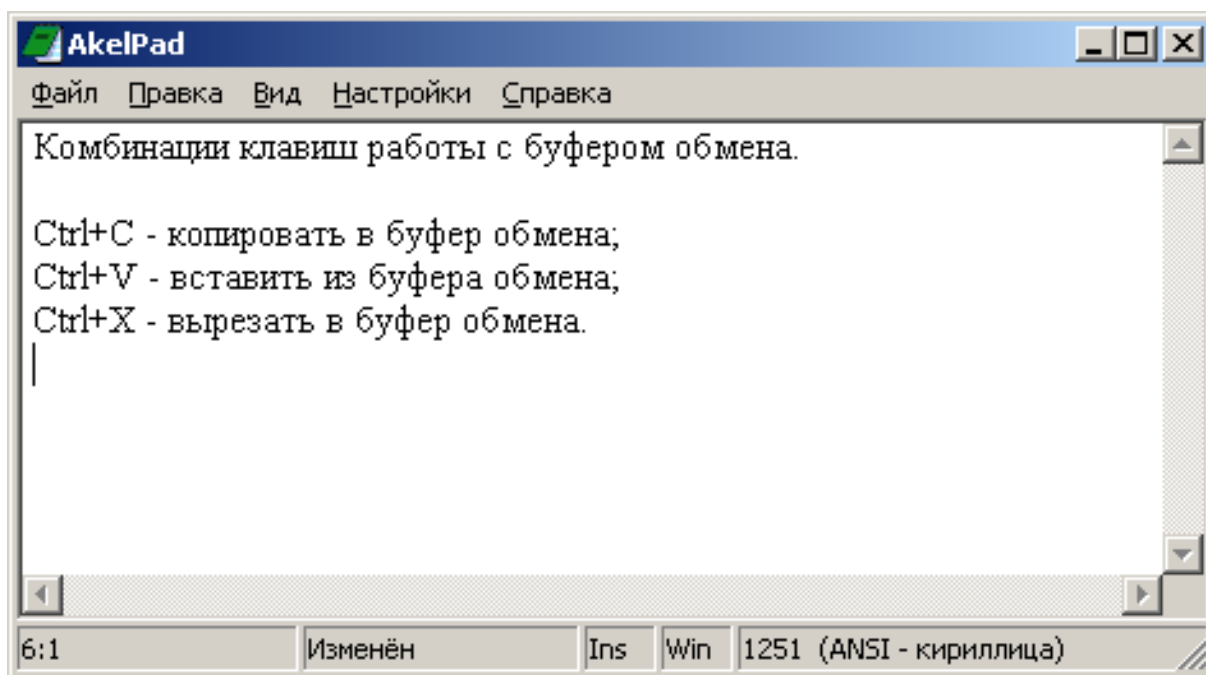 AkelPad
Файл Правка Вид Настройки Справка
Комбинации клавиш работы с буфером обмена.
Ctrl+C - копировать в буфер обмена;
Ctrl+V - вставить из буфера обмена;
Ctrl+X - вырезать в буфер обмена.
6:1 Изменён Ins Win 1251 (ANSI - кириллица)